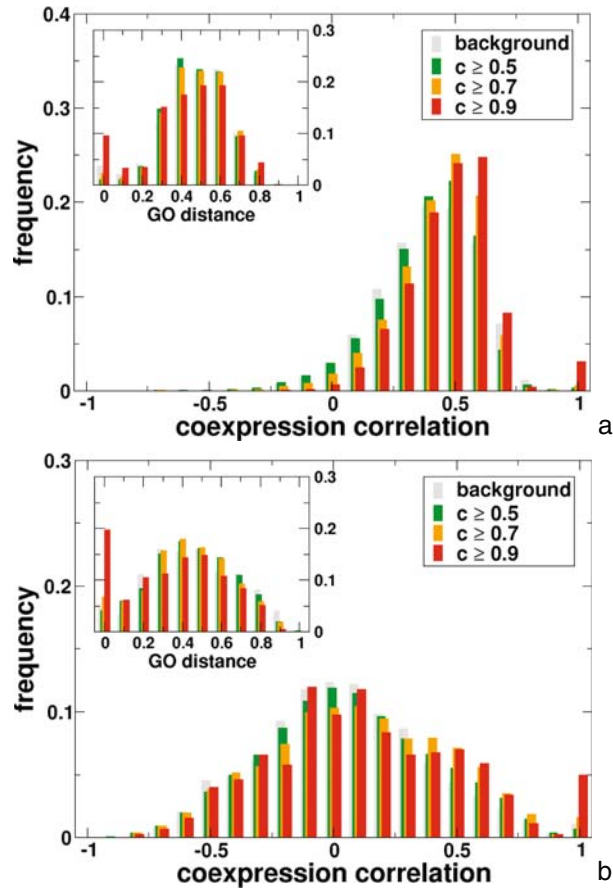 0.4
0.3
0.2
0.1
0
frequency
0.3
0.2
0.1
0
0 0.2 0.4 0.6 0.8 1
GO distance
background
c ≥ 0.5
c ≥ 0.7
c ≥ 0.9
-1 -0.5 0 0.5 1
coexpression correlation
a
0.3
0.2
0.1
0
frequency
0.3
0.2
0.1
0
0 0.2 0.4 0.6 0.8 1
GO distance
background
c ≥ 0.5
c ≥ 0.7
c ≥ 0.9
-1 -0.5 0 0.5 1
coexpression correlation
b